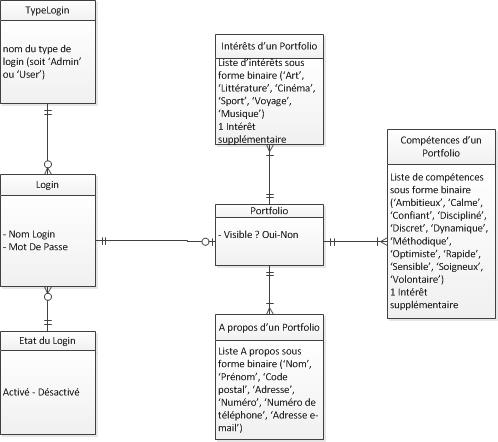 TypeLogin
nom du type de
login (soit ‘Admin’
ou ‘User’)
Intérêts d’un Portfolio
Liste d’intérêts sous
forme binaire (‘Art’,
‘Littérature’, ‘Cinéma’,
‘Sport’, ‘Voyage’,
‘Musique’)
1 Intérêt
supplémentaire
Compétences d’un
Portfolio
Liste de compétences
sous forme binaire
(‘Ambitieux’, ‘Calme’,
‘Confiant’, ‘Discipliné’,
‘Discret’, ‘Dynamique’,
‘Méthodique’,
‘Optimiste’, ‘Rapide’,
‘Sensible’, ‘Soigneux’,
‘Volontaire’)
1 Intérêt
supplémentaire
Login
- Nom Login
- Mot De Passe
Portfolio
- Visible ? Oui-Non
Etat du Login
Activé - Désactivé
A propos d’un Portfolio
Liste A propos sous
forme binaire (‘Nom’,
‘Prénom’, ‘Code
postal’, ‘Adresse’,
‘Numéro’, ‘Numéro de
téléphone’, ‘Adresse e-
mail’)